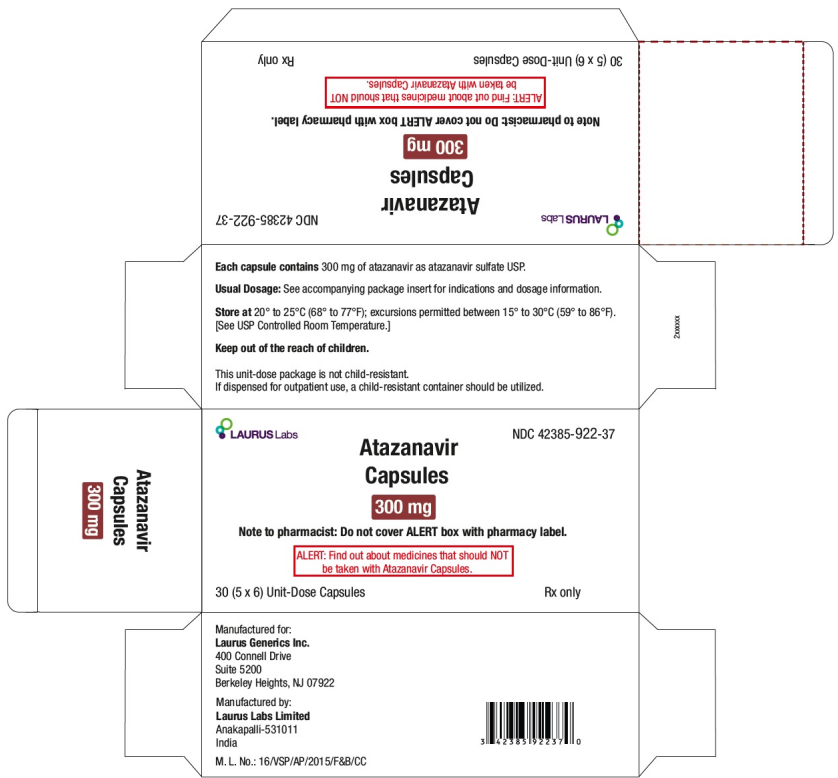 30 (5 x 6) Unit-Dose Capsules
Rx only
ALERT: Find out about medicines that should NOT
be taken with Atazanavir Capsules.
Note to pharmacist: Do not cover ALERT box with pharmacy label.
300 mg
Atazanavir
Capsules
NDC 42385-922-37
LAURUS Labs
Each capsule contains 300 mg of atazanavir as atazanavir sulfate USP.
Usual Dosage: See accompanying package insert for indications and dosage information.
Store at 20° to 25°C (68° to 77°F); excursions permitted between 15° to 30°C (59° to 86°F).
[See USP Controlled Room Temperature.]
Keep out of the reach of children.
This unit-dose package is not child-resistant.
If dispensed for outpatient use, a child-resistant container should be utilized.
2xxxxxx
Atazanavir
Capsules
300 mg
LAURUS Labs
NDC 42385-922-37
Atazanavir
Capsules
300 mg
Note to pharmacist: Do not cover ALERT box with pharmacy label.
ALERT: Find out about medicines that should NOT
be taken with Atazanavir Capsules.
30 (5 x 6) Unit-Dose Capsules
Rx only
Manufactured for:
Laurus Generics Inc.
400 Connell Drive
Suite 5200
Berkeley Heights, NJ 07922
Manufactured by:
Laurus Labs Limited
Anakapalli-531011
India
M. L. No.: 16/VSP/AP/2015/F&B/CC
3 42385 92237 0